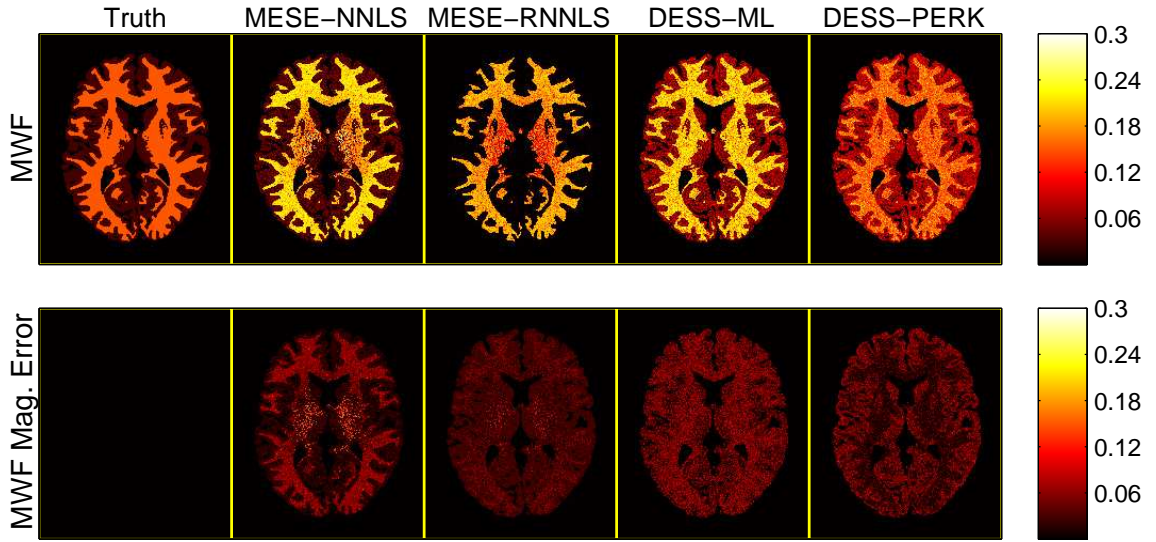 Truth
MESE−NNLS
MESE−RNNLS
DESS−ML
DESS−PERK
MWF
0.3
0.24
0.18
0.12
0.06
MWF Mag. Error
0.3
0.24
0.18
0.12
0.06